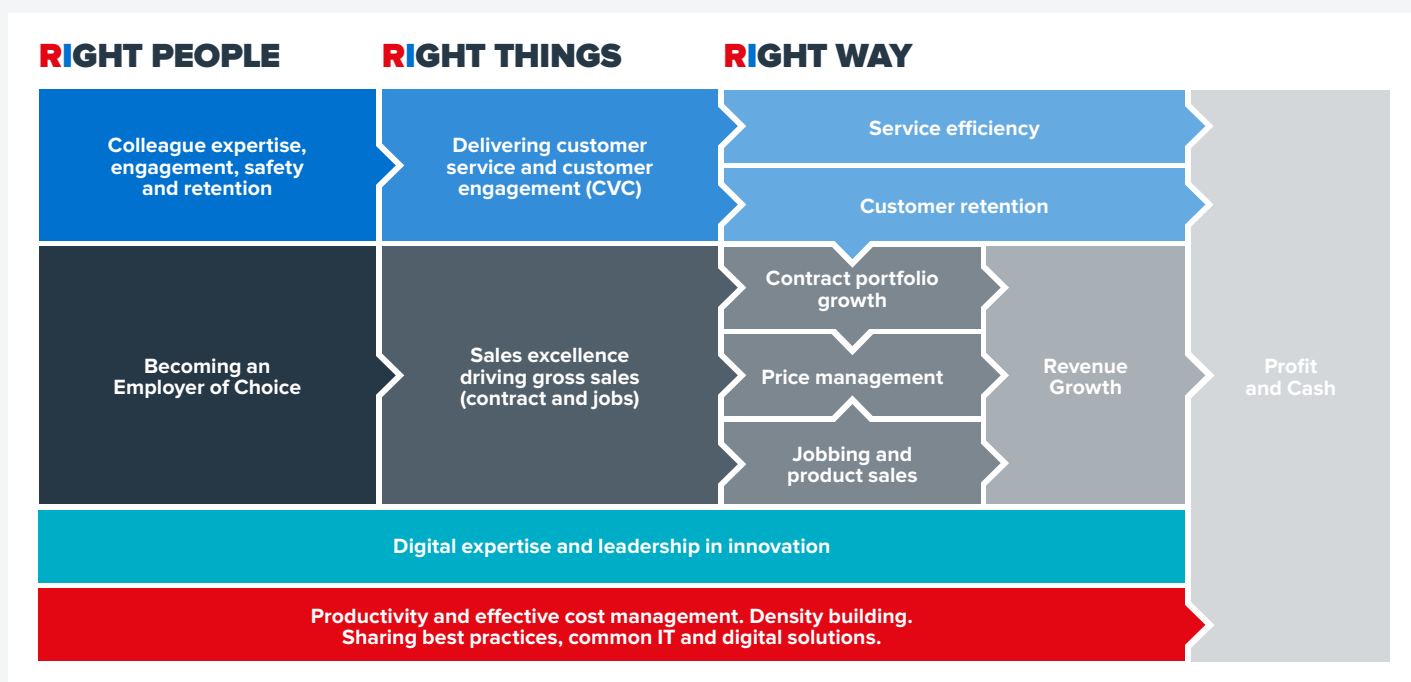 RIGHT PEOPLE
RIGHT THINGS
RIGHT WAY
Colleague expertise,
engagement, safety
and retention
Delivering customer
service and customer
engagement (CVC)
Service efficiency
Customer retention
Becoming an
Employer of Choice
Sales excellence
driving gross sales
(contract and jobs)
Contract portfolio
growth
Price management
Jobbing and
product sales
Revenue
Growth
Profit
and Cash
Digital expertise and leadership in innovation
Productivity and effective cost management. Density building.
Sharing best practices, common IT and digital solutions.